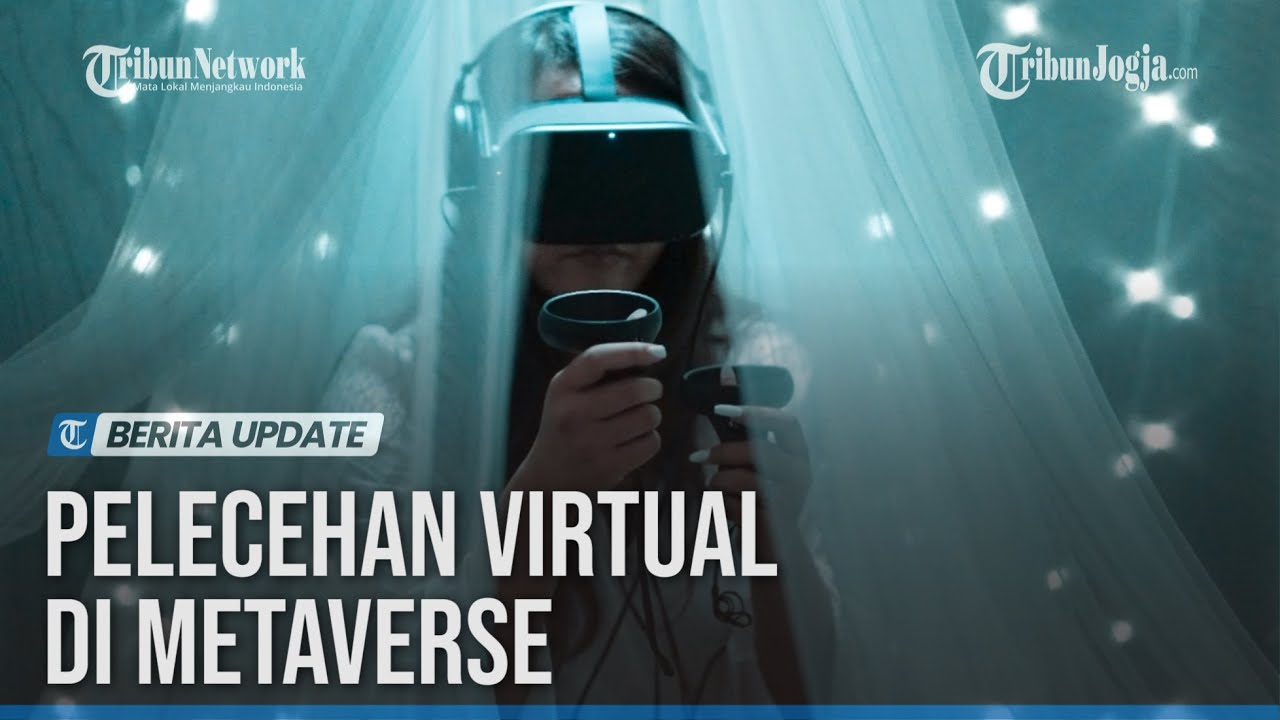 TribunNetwork
Mata Lokal Menjangkau Indonesia
TribunJogja.com
T BERITA UPDATE
PELECEHAN VIRTUAL
DI METAVERSE